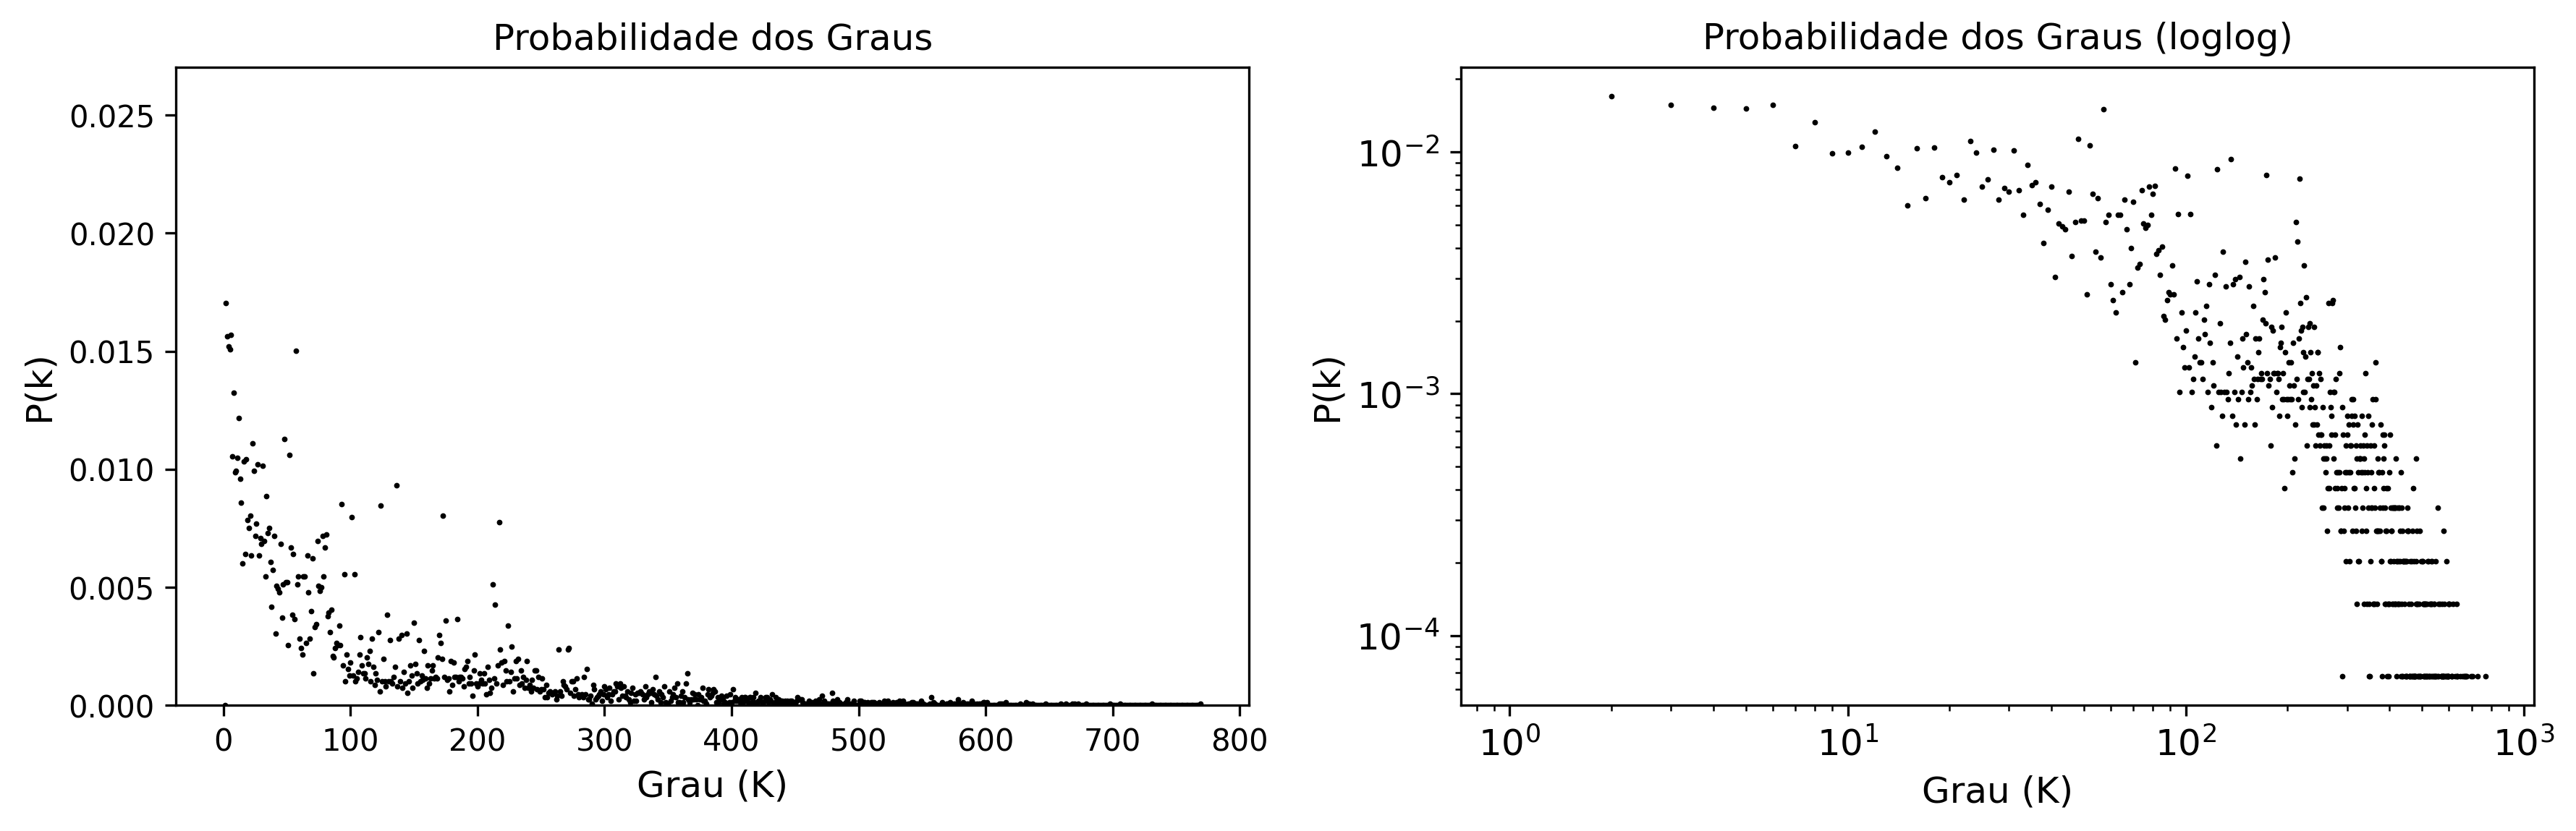 Probabilidade dos Graus
P(k)
0.025
0.020
0.015
0.010
0.005
0.000
0 100 200 300 400 500 600 700 800
Grau (K)
Probabilidade dos Graus (loglog)
P(k)
10⁻²
10⁻³
10⁻⁴
10⁰ 10¹ 10² 10³
Grau (K)